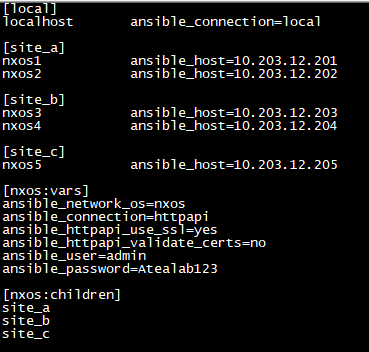 [local]
localhost ansible_connection=local
[site_a]
nxos1 ansible_host=10.203.12.201
nxos2 ansible_host=10.203.12.202
[site_b]
nxos3 ansible_host=10.203.12.203
nxos4 ansible_host=10.203.12.204
[site_c]
nxos5 ansible_host=10.203.12.205
[nxos:vars]
ansible_network_os=nxos
ansible_connection=httpapi
ansible_httpapi_use_ssl=yes
ansible_httpapi_validate_certs=no
ansible_user=admin
ansible_password=Atealab123
[nxos:children]
site_a
site_b
site_c